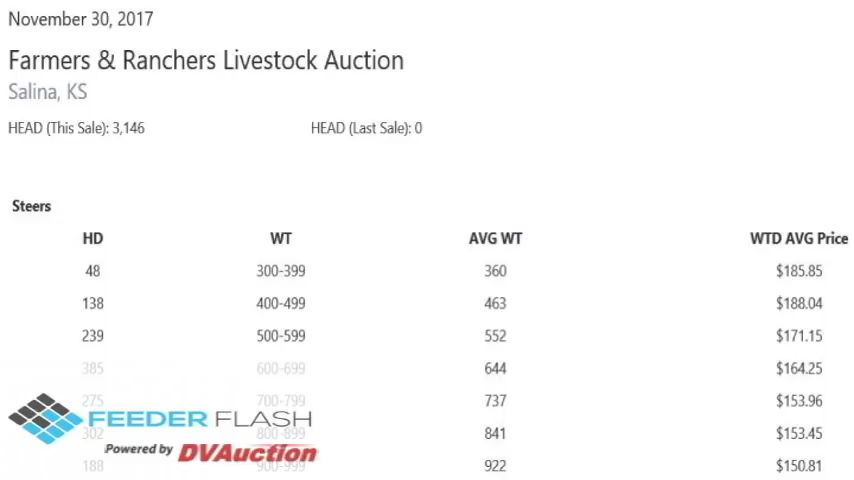 November 30, 2017
Farmers & Ranchers Livestock Auction
Salina, KS
HEAD (This Sale): 3,146 HEAD (Last Sale): 0
Steers
HD WT AVG WT WTD AVG Price
48 300-399 360 $185.85
138 400-499 463 $188.04
239 500-599 552 $171.15
385 600-699 644 $164.25
275 700-799 737 $153.96
FEEDER FLASH
302 800-899 841 $153.45
Powered by DVAuction
188 900-999 922 $150.81